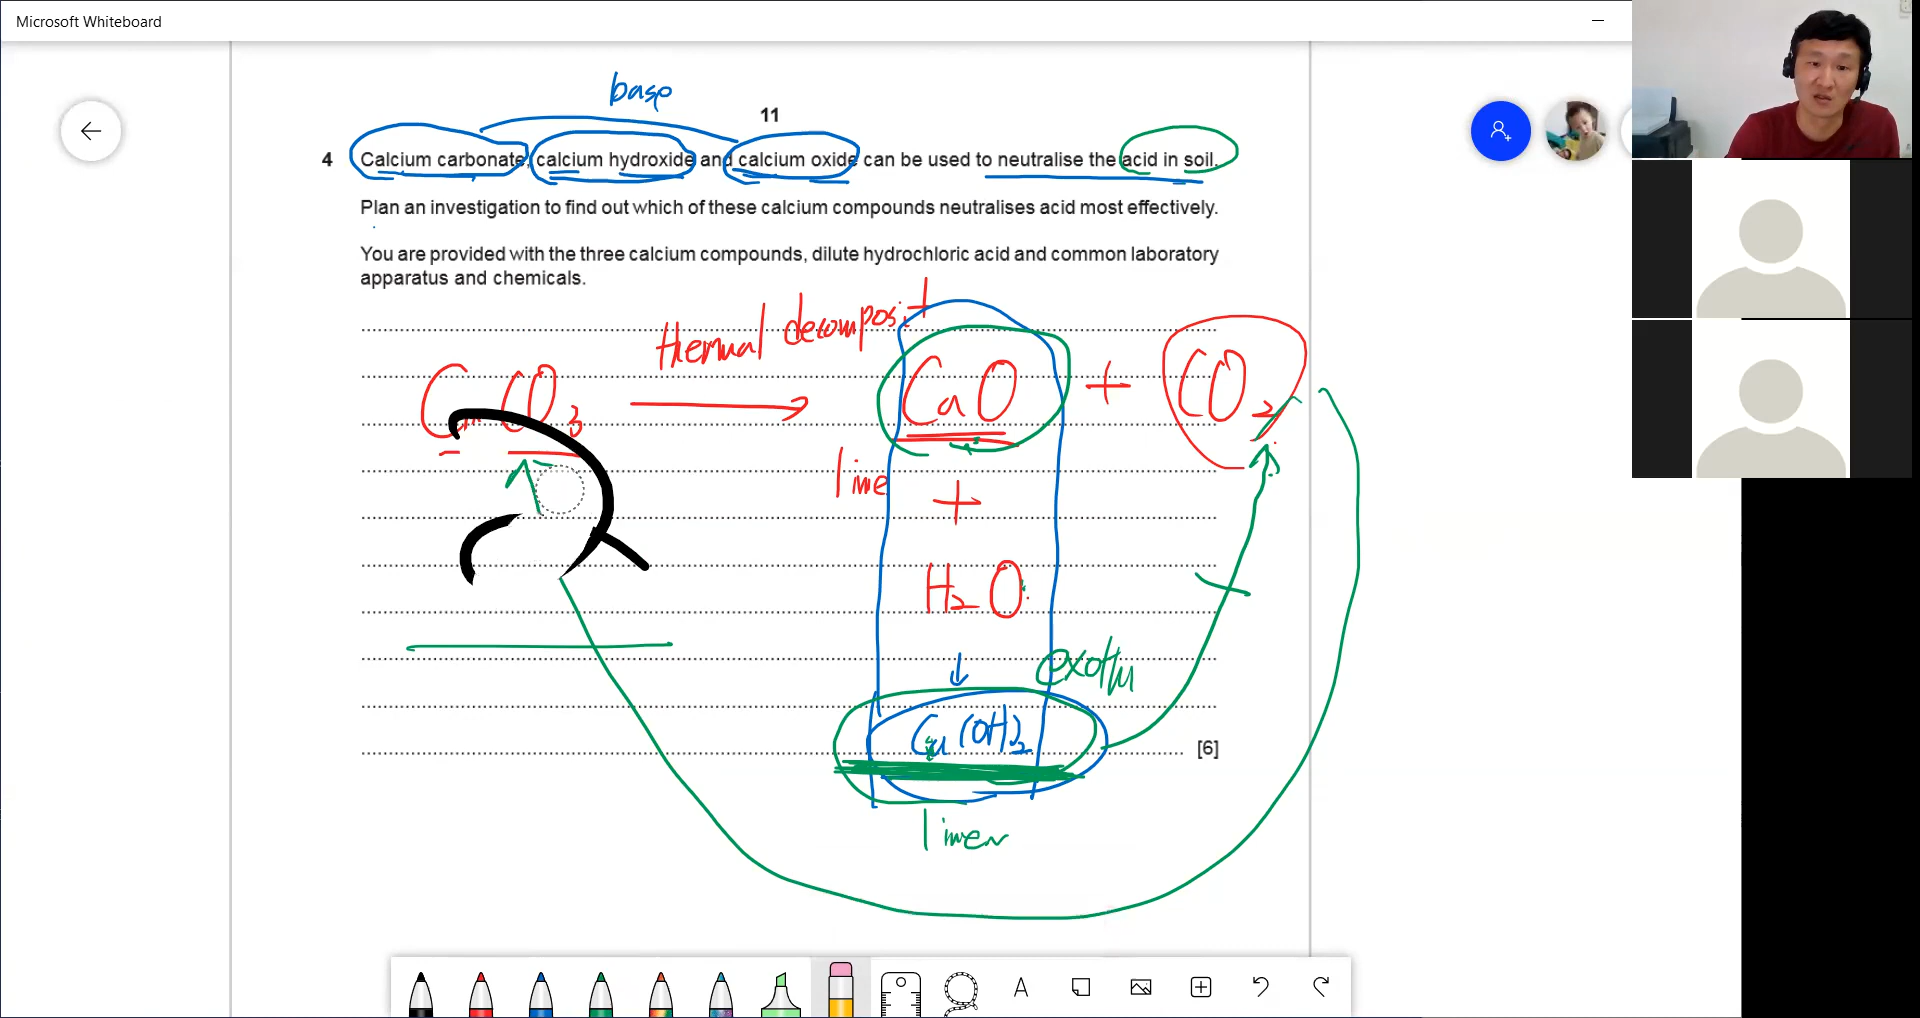 Microsoft Whiteboard
base
11
4 Calcium carbonate, calcium hydroxide and calcium oxide can be used to neutralise the acid in soil.
Plan an investigation to find out which of these calcium compounds neutralises acid most effectively.
You are provided with the three calcium compounds, dilute hydrochloric acid and common laboratory
apparatus and chemicals.
thermal decomposit
CaCO3 CaO + CO2
lime
+
H2O
exoth
Ca(OH)2
[6]
A